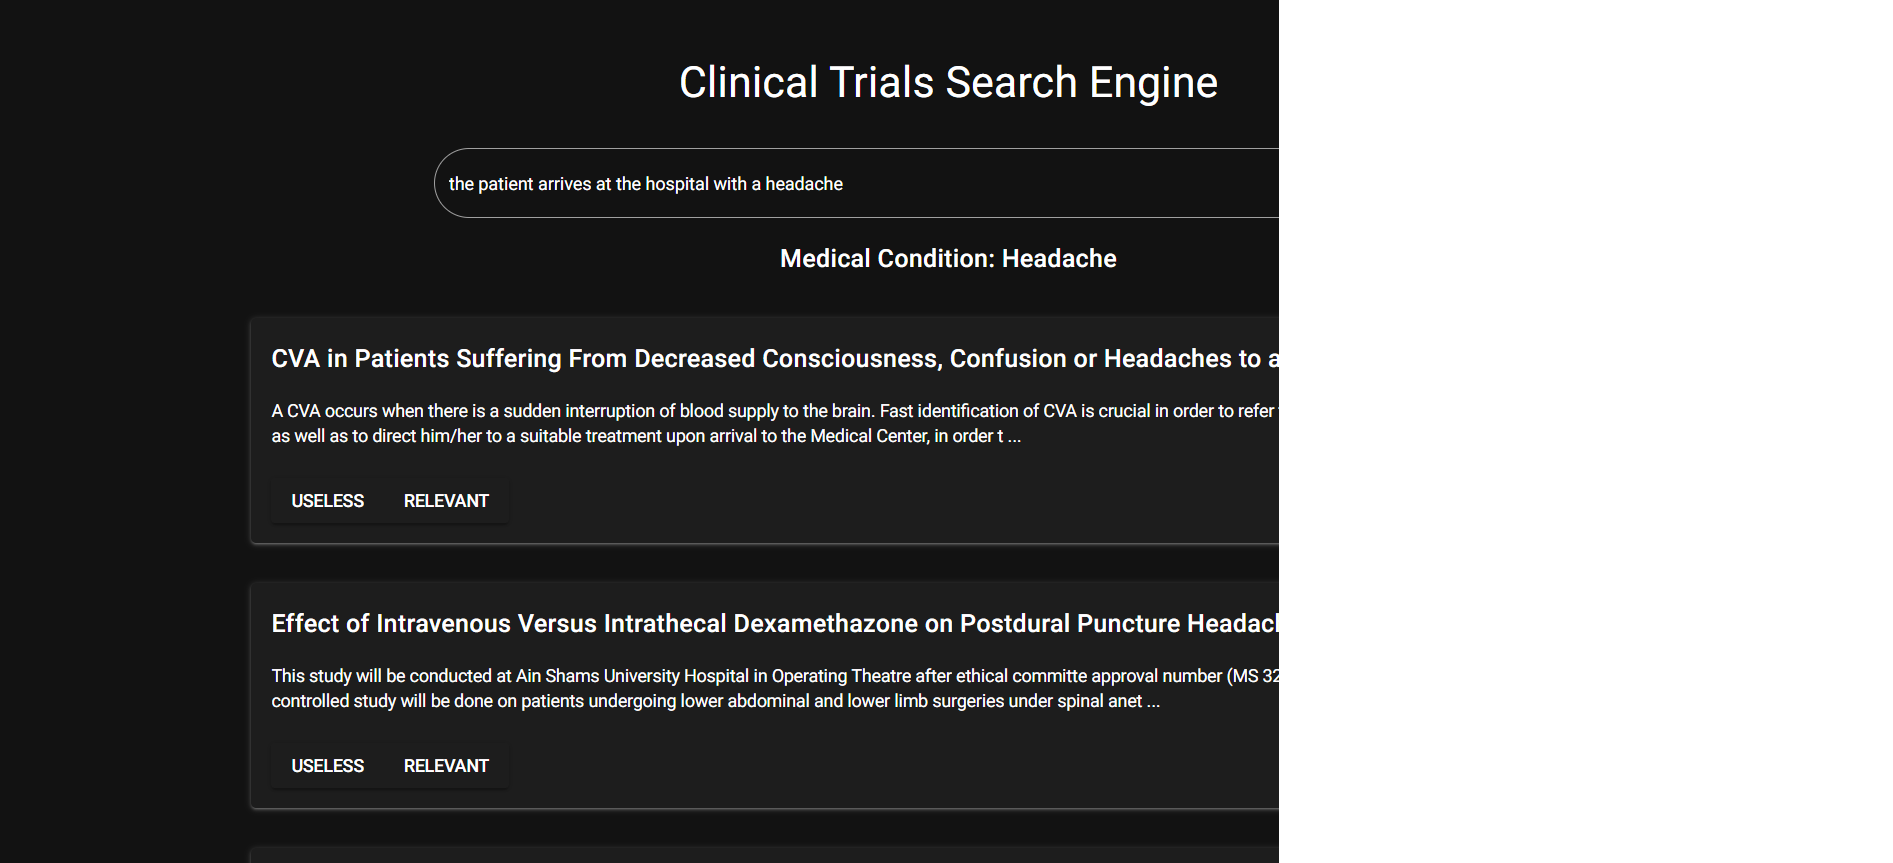 Clinical Trials Search Engine
the patient arrives at the hospital with a headache
Medical Condition: Headache
CVA in Patients Suffering From Decreased Consciousness, Confusion or Headaches to
A CVA occurs when there is a sudden interruption of blood supply to the brain. Fast identification of CVA is crucial in order to refer
as well as to direct him/her to a suitable treatment upon arrival to the Medical Center, in order t ...
USELESS RELEVANT
Effect of Intravenous Versus Intrathecal Dexamethazone on Postdural Puncture
This study will be conducted at Ain Shams University Hospital in Operating Theatre after ethical committe approval number (MS 32
controlled study will be done on patients undergoing lower abdominal and lower limb surgeries under spinal anet ...
USELESS RELEVANT